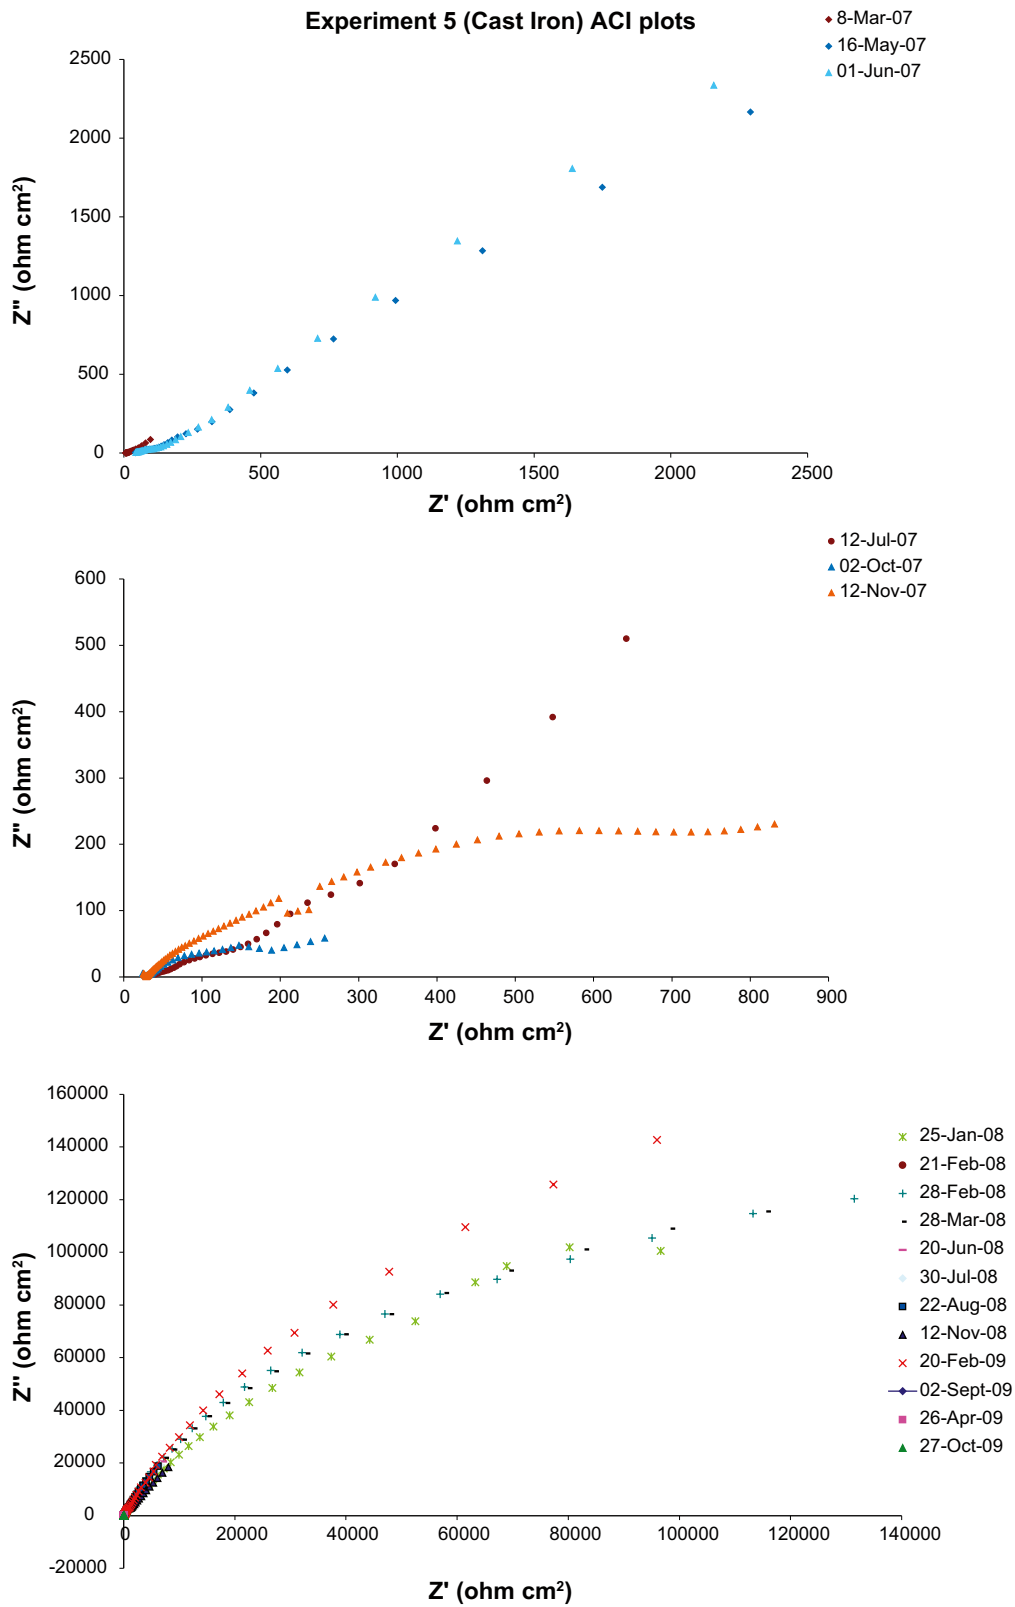 Experiment 5 (Cast Iron) ACI plots
8-Mar-07
16-May-07
01-Jun-07
2500
2000
1500
1000
500
0
Z" (ohm cm²)
0 500 1000 1500 2000 2500
Z' (ohm cm²)
12-Jul-07
02-Oct-07
12-Nov-07
600
500
400
300
200
100
0
Z" (ohm cm²)
0 100 200 300 400 500 600 700 800 900
Z' (ohm cm²)
160000
140000
120000
100000
80000
60000
40000
20000
0
-20000
Z" (ohm cm²)
0 20000 40000 60000 80000 100000 120000 140000
Z' (ohm cm²)
25-Jan-08
21-Feb-08
28-Feb-08
28-Mar-08
20-Jun-08
30-Jul-08
22-Aug-08
12-Nov-08
20-Feb-09
02-Sept-09
26-Apr-09
27-Oct-09